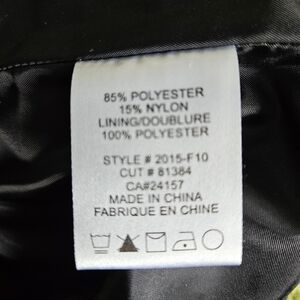 85% POLYESTER
15% NYLON
LINING/DOUBLURE
100% POLYESTER
STYLE # 2015-F10
CUT # 81384
CA#24157
MADE IN CHINA
FABRIQUE EN CHINE